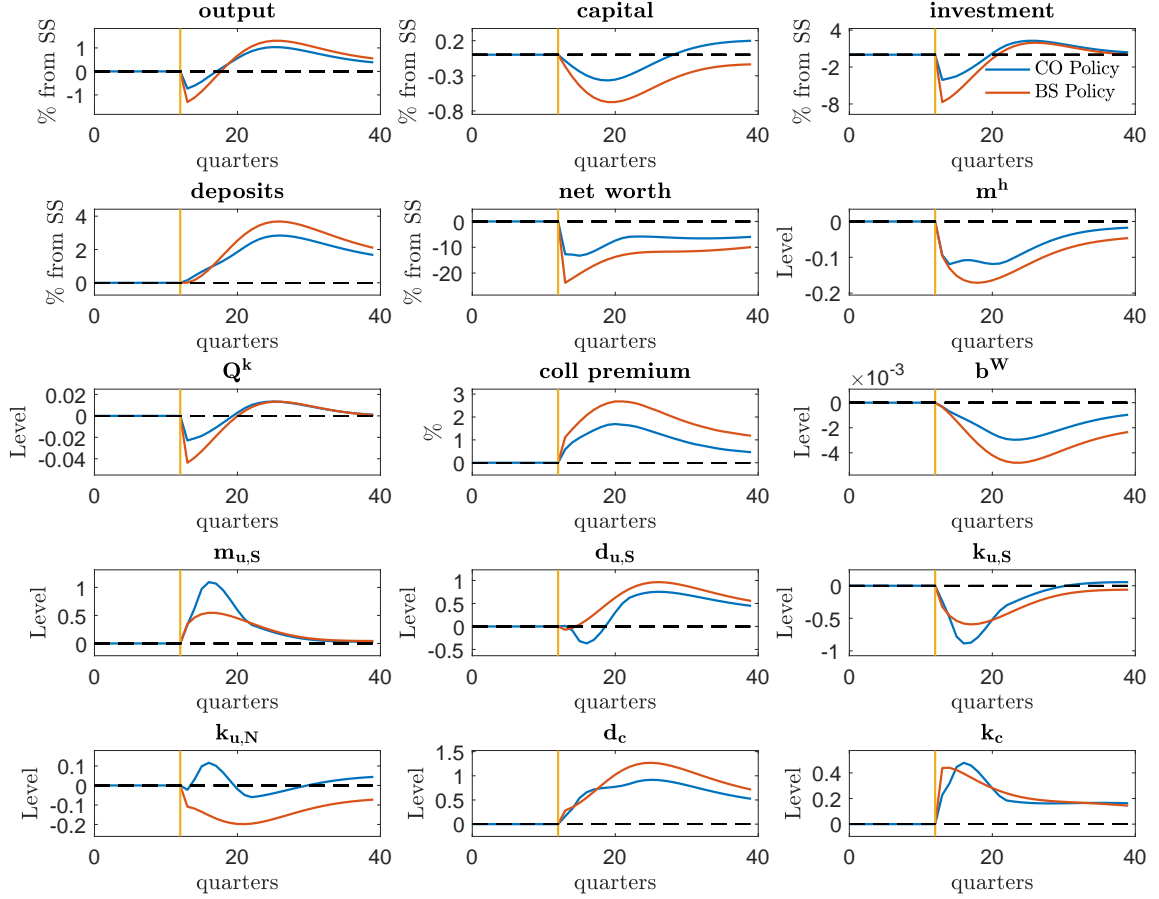 output
% from SS
1
0
-1
0 20 40
quarters
capital
% from SS
0.2
-0.3
-0.8
0 20 40
quarters
investment
% from SS
4
-2
-8
CO Policy
BS Policy
0 20 40
quarters
deposits
% from SS
4
2
0
0 20 40
quarters
net worth
% from SS
0
-10
-20
0 20 40
quarters
m^h
Level
0
-0.1
-0.2
0 20 40
quarters
Q^k
Level
0.02
0
-0.02
-0.04
0 20 40
quarters
coll premium
%
3
2
1
0
0 20 40
quarters
b^W
×10^-3
Level
0
-2
-4
0 20 40
quarters
m_u,S
Level
1
0.5
0
0 20 40
quarters
d_u,S
Level
1
0.5
0
-0.5
0 20 40
quarters
k_u,S
Level
0
-0.5
-1
0 20 40
quarters
k_u,N
Level
0.1
0
-0.1
-0.2
0 20 40
quarters
d_c
Level
1.5
1
0.5
0
0 20 40
quarters
k_c
Level
0.4
0.2
0
0 20 40
quarters